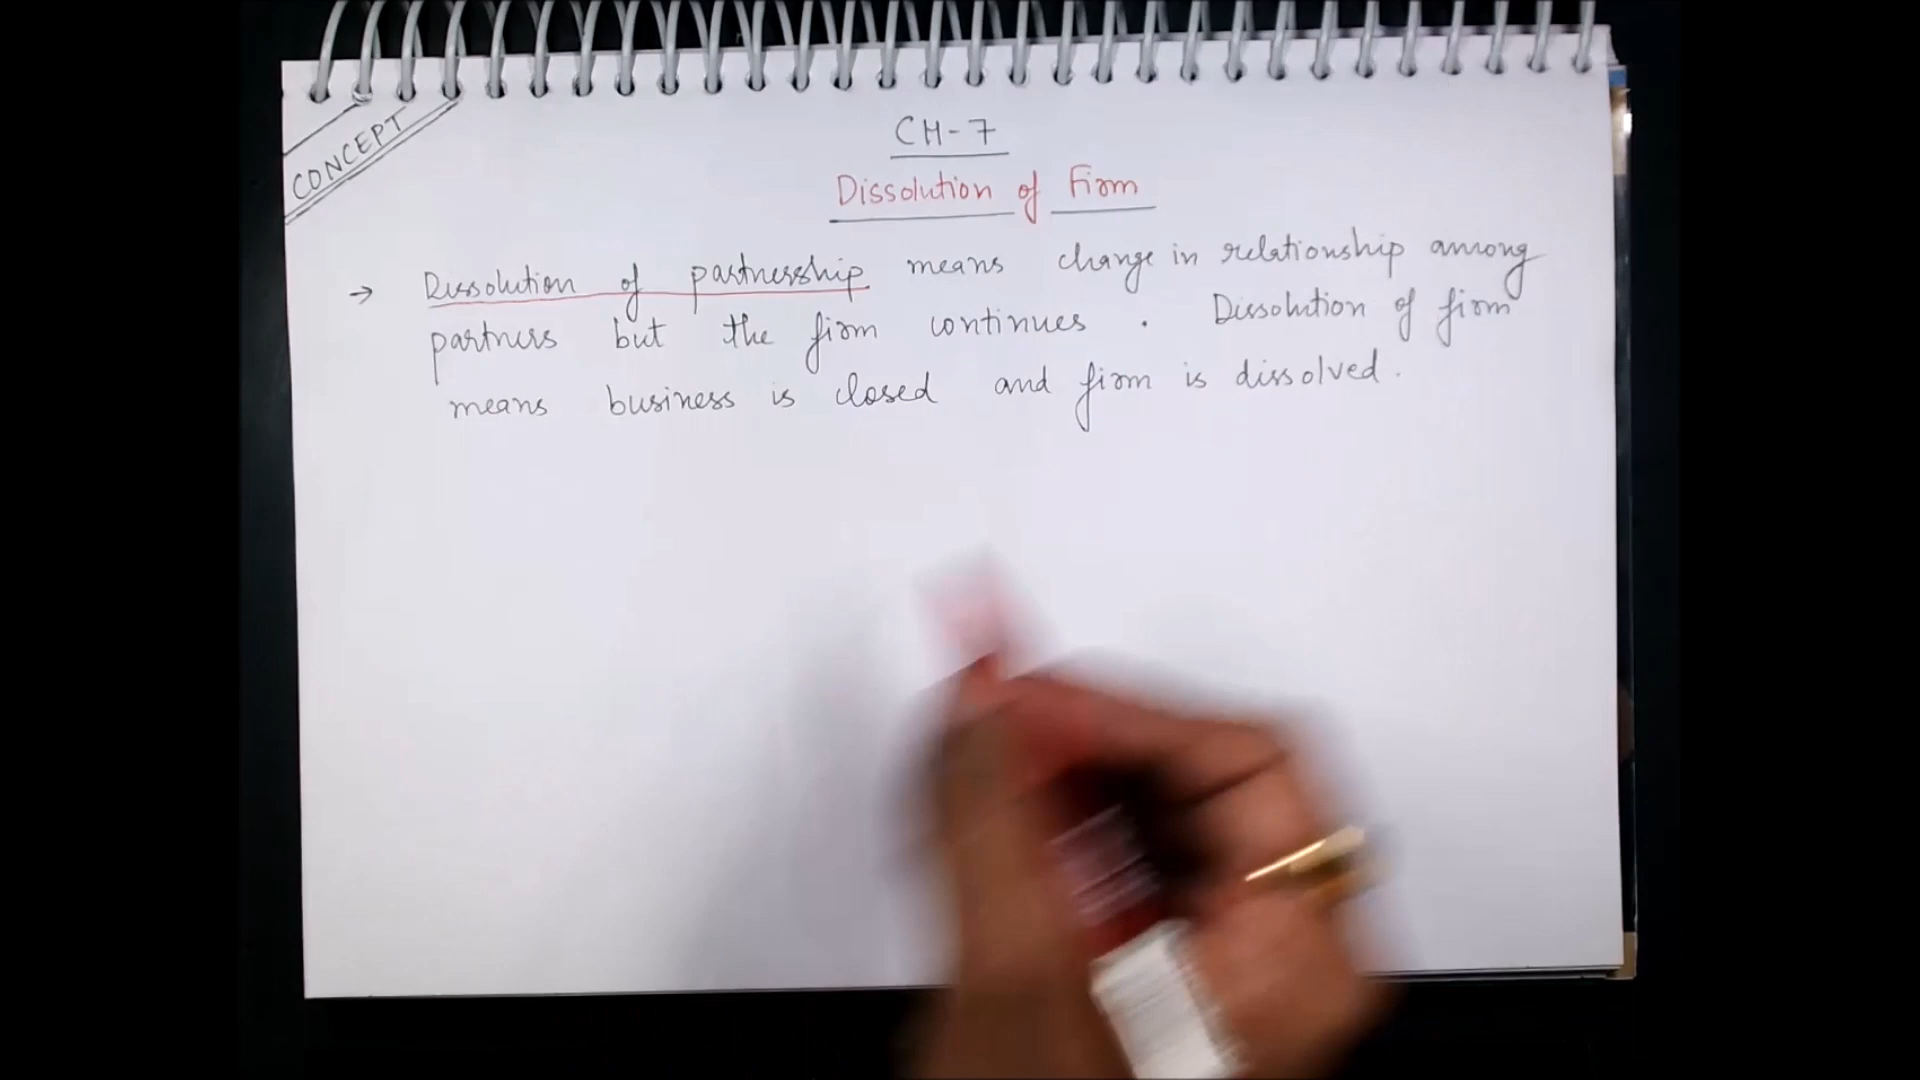 CONCEPT
CH-7
Dissolution of Firm
→ Dissolution of partnership means change in relationship among
partners but the firm continues . Dissolution of firm
means business is closed and firm is dissolved.